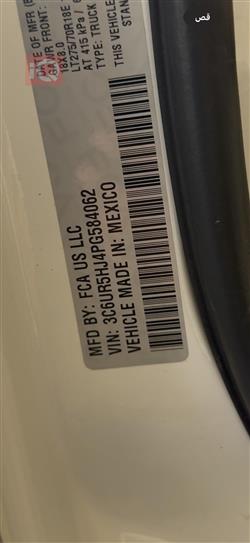 قص
DATE OF MFR
GAWR FRONT:
18X8.0
LT275/70R18E
AT 415 kPa /
TYPE: TRUCK
THIS VEHICLE
STAN
MFD BY: FCA US LLC
VIN: 3C6UR5HJ4PG584062
VEHICLE MADE IN: MEXICO